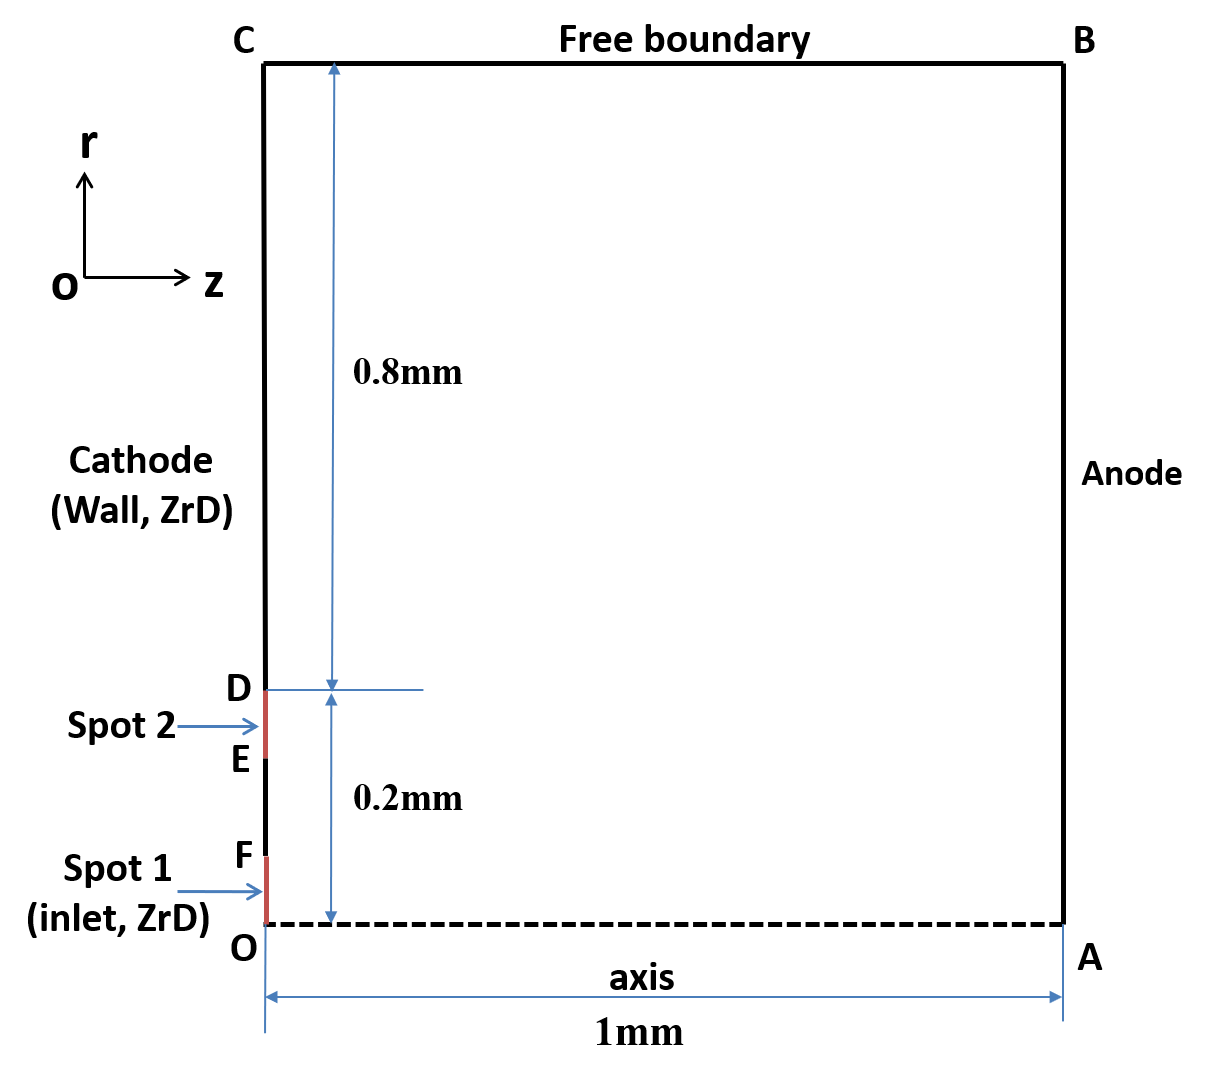 C
Free boundary
B
r
o
z
0.8mm
Cathode
(Wall, ZrD)
Anode
D
Spot 2
E
0.2mm
F
Spot 1
(inlet, ZrD)
O
A
axis
1mm